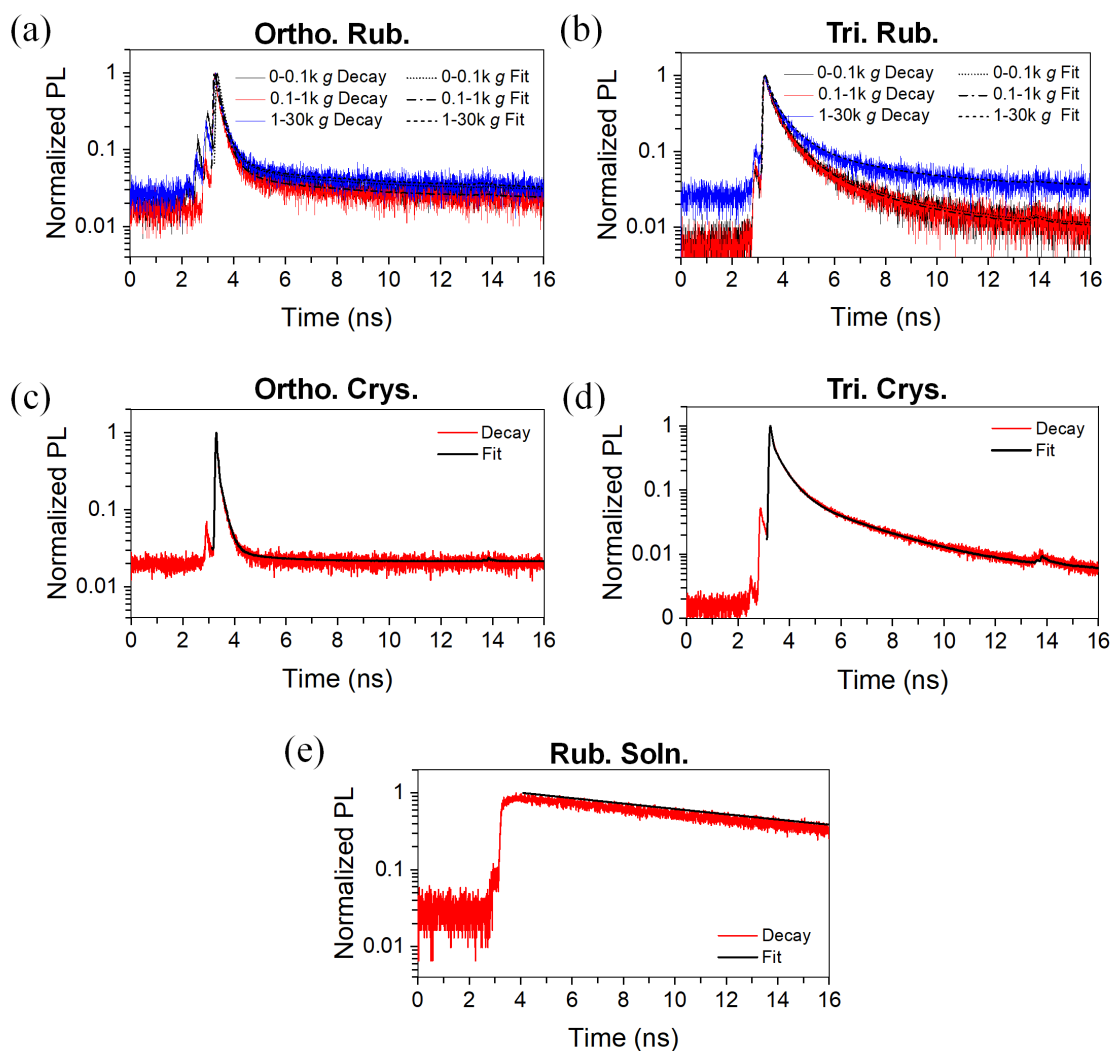 (a)
Ortho. Rub.
Normalized PL
1
0.1
0.01
0-0.1k g Decay
0.1-1k g Decay
1-30k g Decay
0-0.1k g Fit
0.1-1k g Fit
1-30k g Fit
0 2 4 6 8 10 12 14 16
Time (ns)
(b)
Tri. Rub.
Normalized PL
1
0.1
0.01
0-0.1k g Decay
0.1-1k g Decay
1-30k g Decay
0-0.1k g Fit
0.1-1k g Fit
1-30k g Fit
0 2 4 6 8 10 12 14 16
Time (ns)
(c)
Ortho. Crys.
Normalized PL
1
0.1
0.01
Decay
Fit
0 2 4 6 8 10 12 14 16
Time (ns)
(d)
Tri. Crys.
Normalized PL
1
0.1
0.01
0
Decay
Fit
0 2 4 6 8 10 12 14 16
Time (ns)
(e)
Rub. Soln.
Normalized PL
1
0.1
0.01
Decay
Fit
0 2 4 6 8 10 12 14 16
Time (ns)